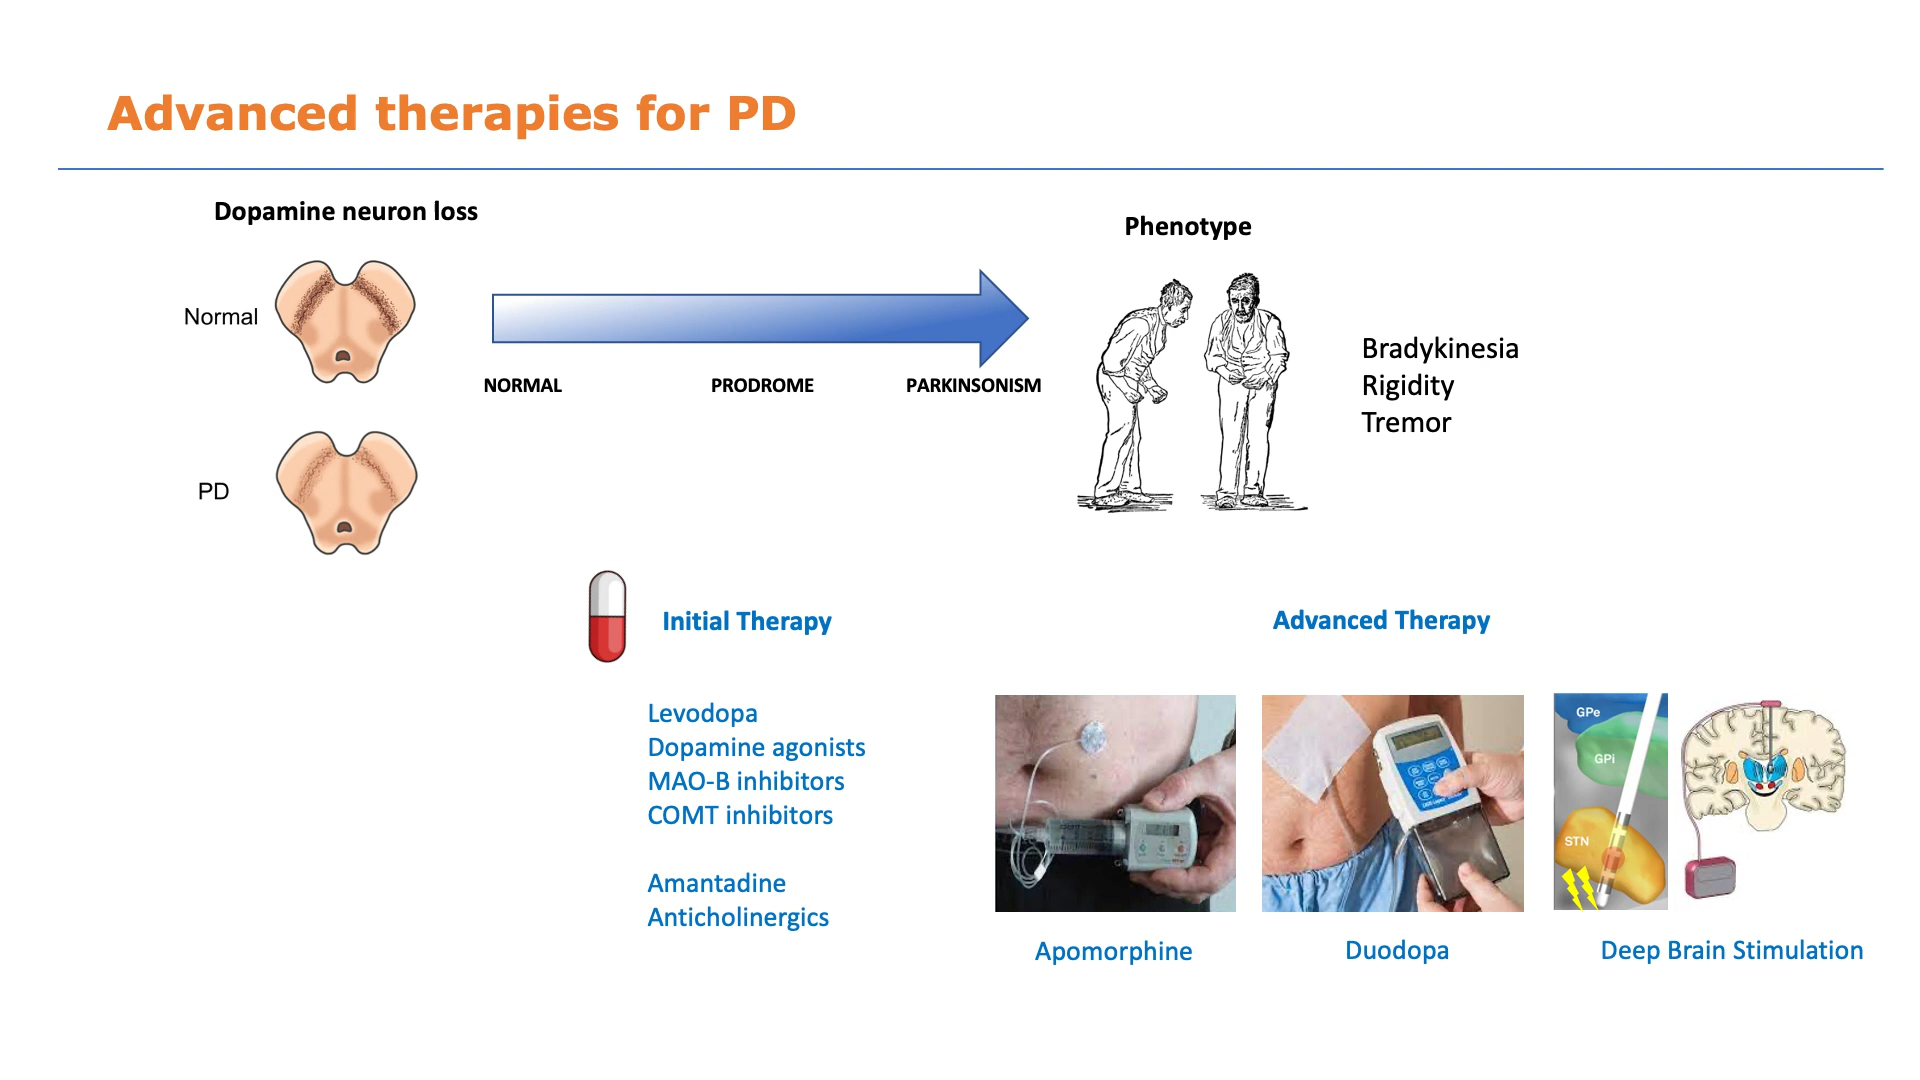 Advanced therapies for PD
Dopamine neuron loss
Normal
PD
NORMAL
PRODROME
PARKINSONISM
Phenotype
Bradykinesia
Rigidity
Tremor
Initial Therapy
Levodopa
Dopamine agonists
MAO-B inhibitors
COMT inhibitors
Amantadine
Anticholinergics
Advanced Therapy
Apomorphine
Duodopa
GPe
GPi
STN
Deep Brain Stimulation